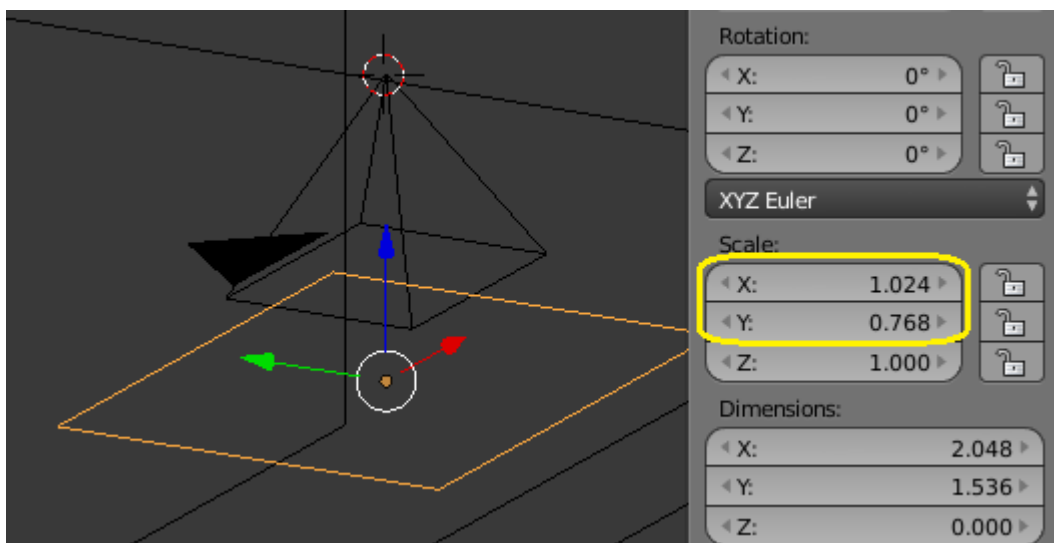 Rotation:
X: 0°
Y: 0°
Z: 0°
XYZ Euler
Scale:
X: 1.024
Y: 0.768
Z: 1.000
Dimensions:
X: 2.048
Y: 1.536
Z: 0.000